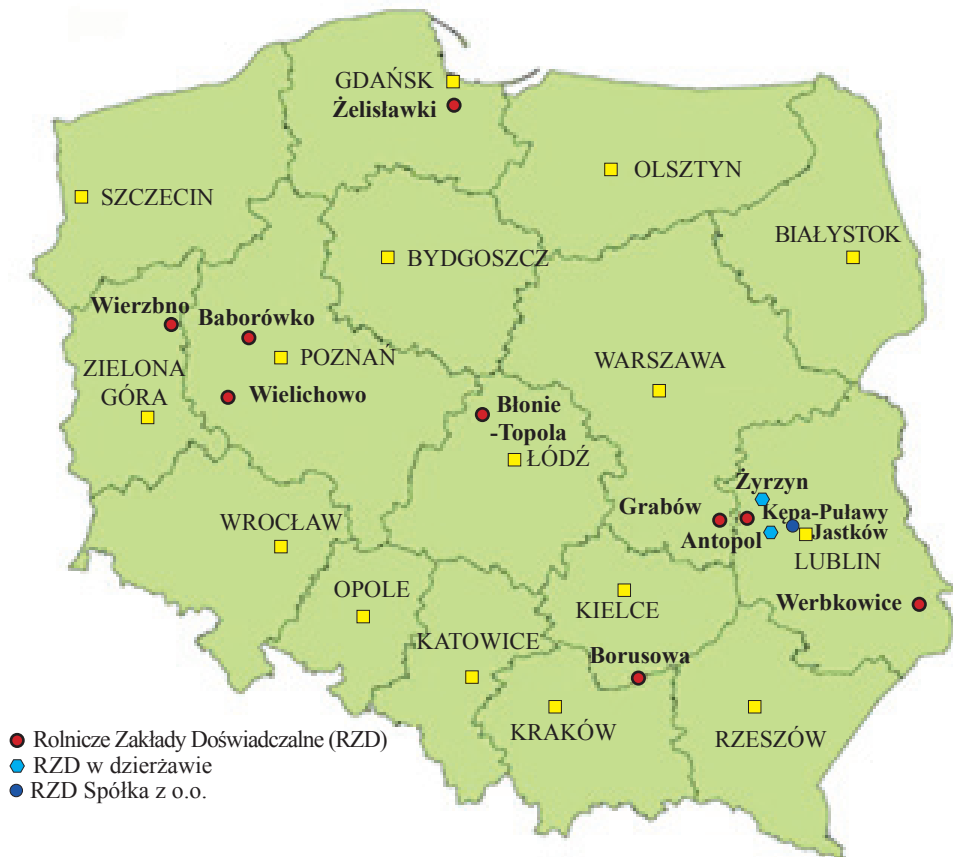 GDAŃSK
Żelisławki
OLSZTYN
SZCZECIN
BIAŁYSTOK
BYDGOSZCZ
Wierzbno
Baborówko
POZNAŃ
WARSZAWA
ZIELONA
GÓRA
Wielichowo
Błonie
-Topola
ŁÓDŹ
Żyrzyn
Grabów
Kępa-Puławy
Antopol
Jastków
WROCŁAW
LUBLIN
OPOLE
KIELCE
Werbkowice
KATOWICE
Borusowa
KRAKÓW
RZESZÓW
Rolnicze Zakłady Doświadczalne (RZD)
RZD w dzierżawie
RZD Spółka z o.o.